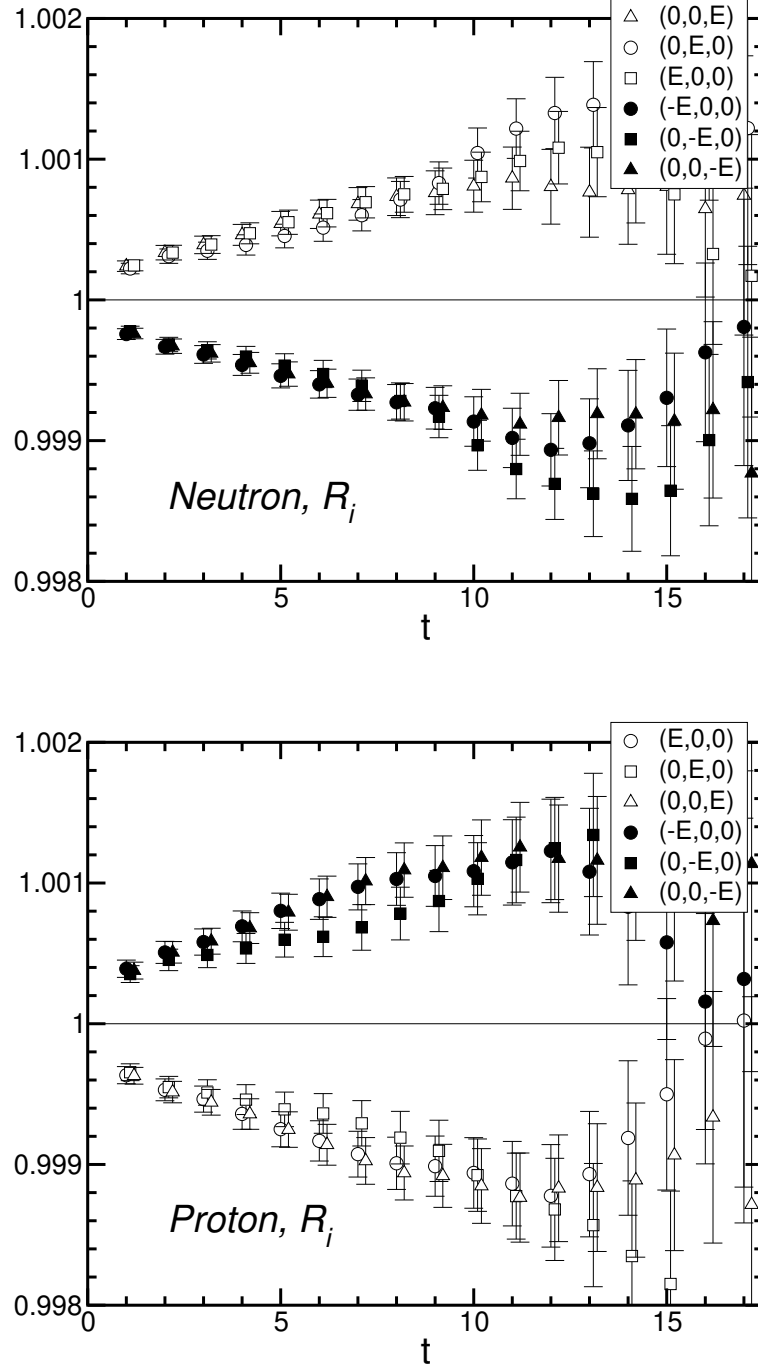 1.002
(0,0,E)
(0,E,0)
(E,0,0)
(-E,0,0)
(0,-E,0)
(0,0,-E)
1.001
1
0.999
Neutron, R_i
0.998
0 5 10 15
t
1.002
(E,0,0)
(0,E,0)
(0,0,E)
(-E,0,0)
(0,-E,0)
(0,0,-E)
1.001
1
0.999
Proton, R_i
0.998
0 5 10 15
t